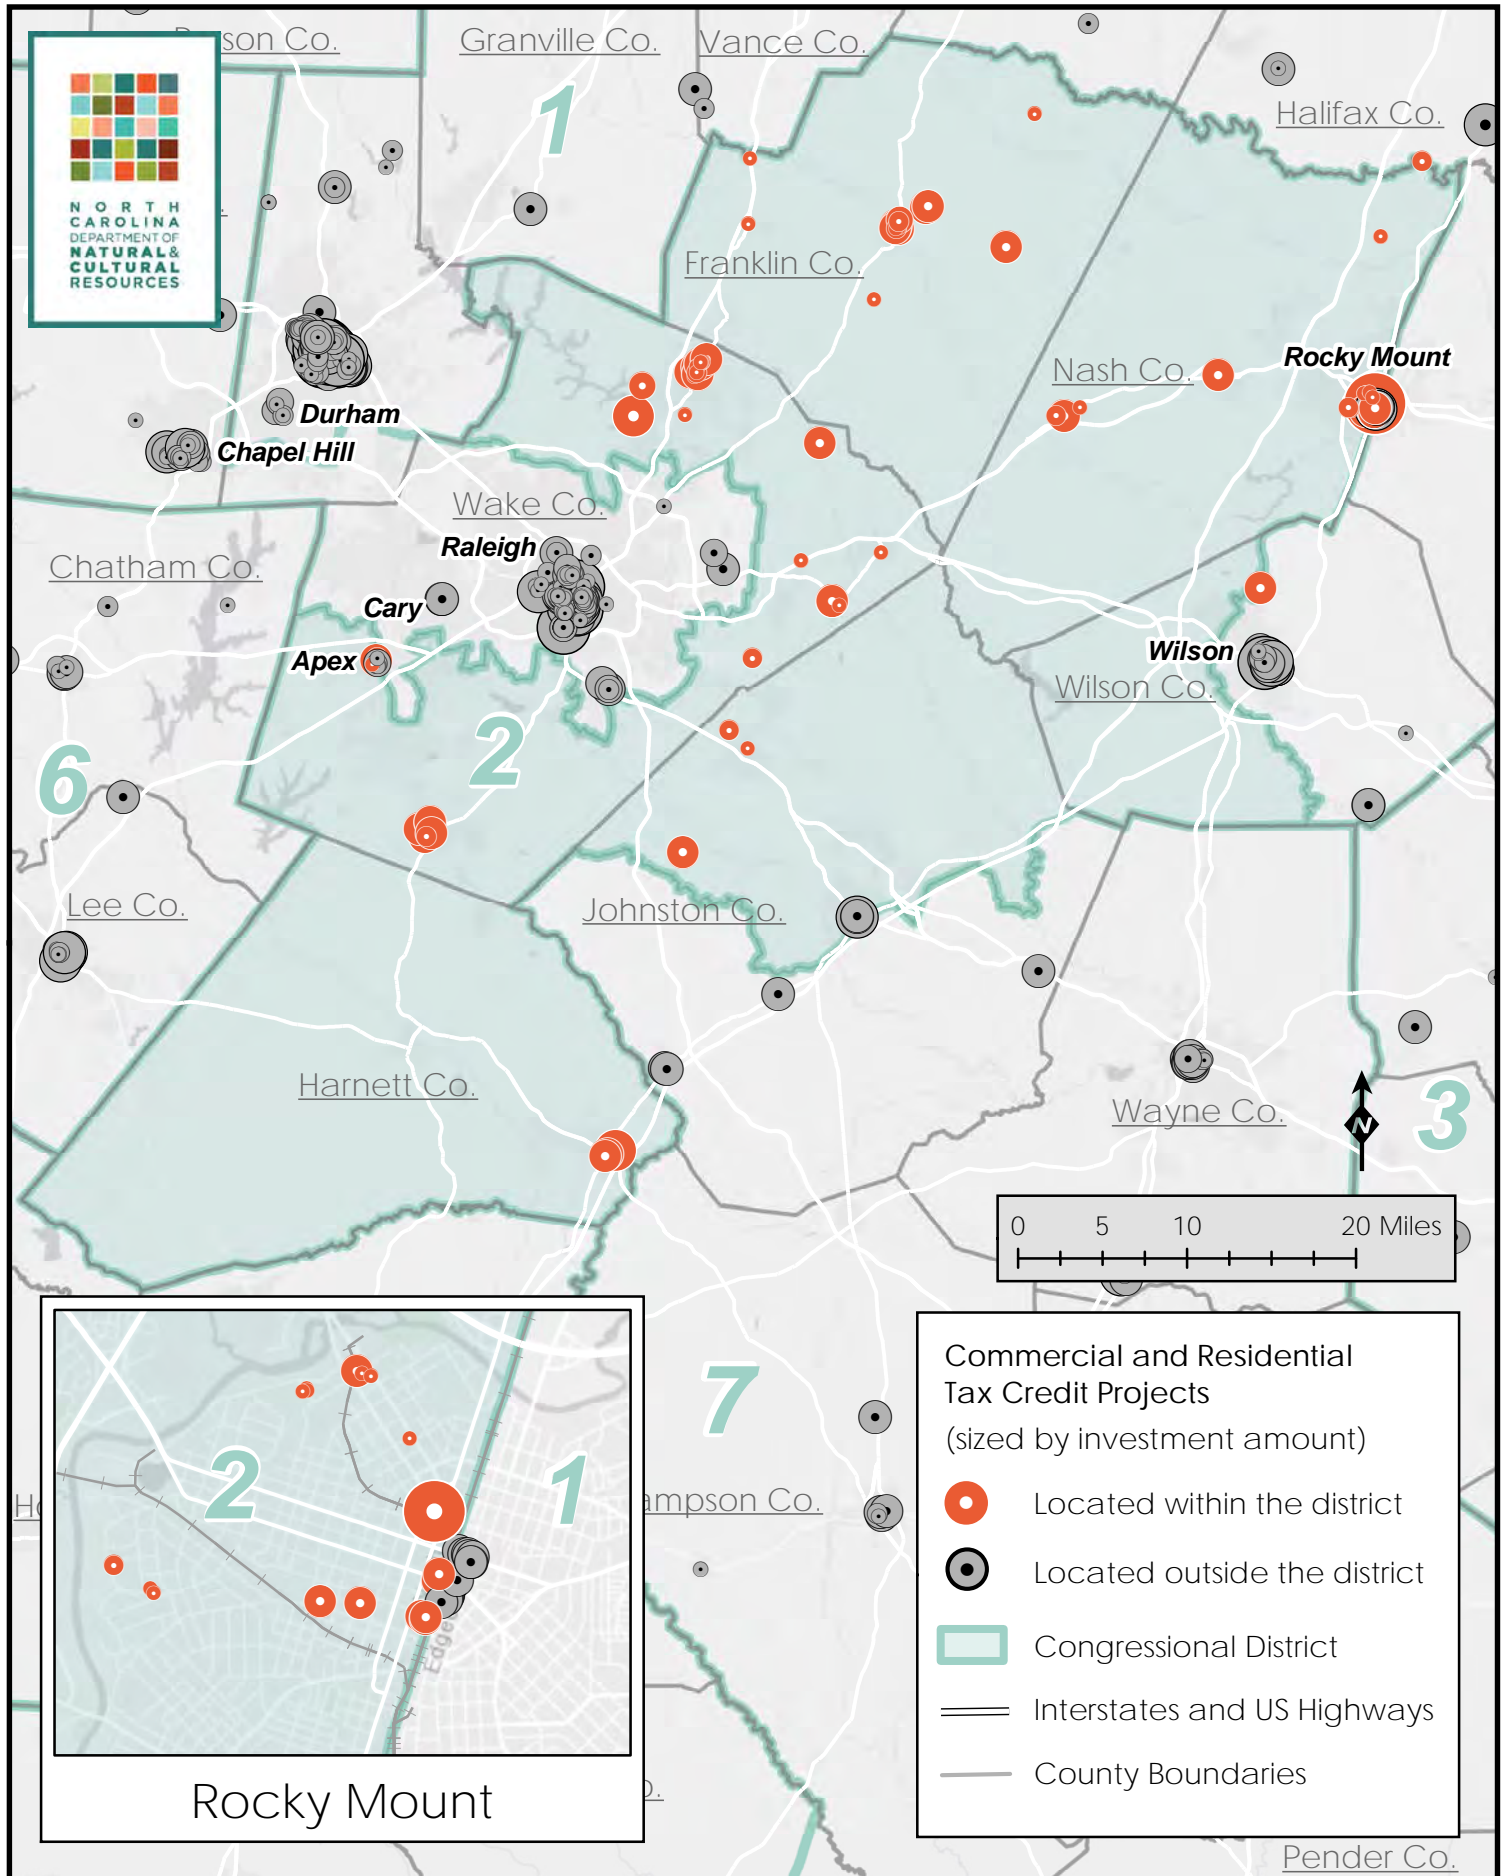 Granville Co.
Vance Co.
1
Halifax Co.
NORTH
CAROLINA
DEPARTMENT OF
NATURAL &
CULTURAL
RESOURCES
Franklin Co.
Rocky Mount
Nash Co.
Durham
Chapel Hill
Wake Co.
Raleigh
Chatham Co.
Cary
Apex
Wilson
Wilson Co.
2
6
Lee Co.
Johnston Co.
Harnett Co.
Wayne Co.
N
3
0 5 10 20 Miles
7
2
1
Rocky Mount
Commercial and Residential
Tax Credit Projects
(sized by investment amount)
Located within the district
Located outside the district
Congressional District
Interstates and US Highways
County Boundaries
Pender Co.